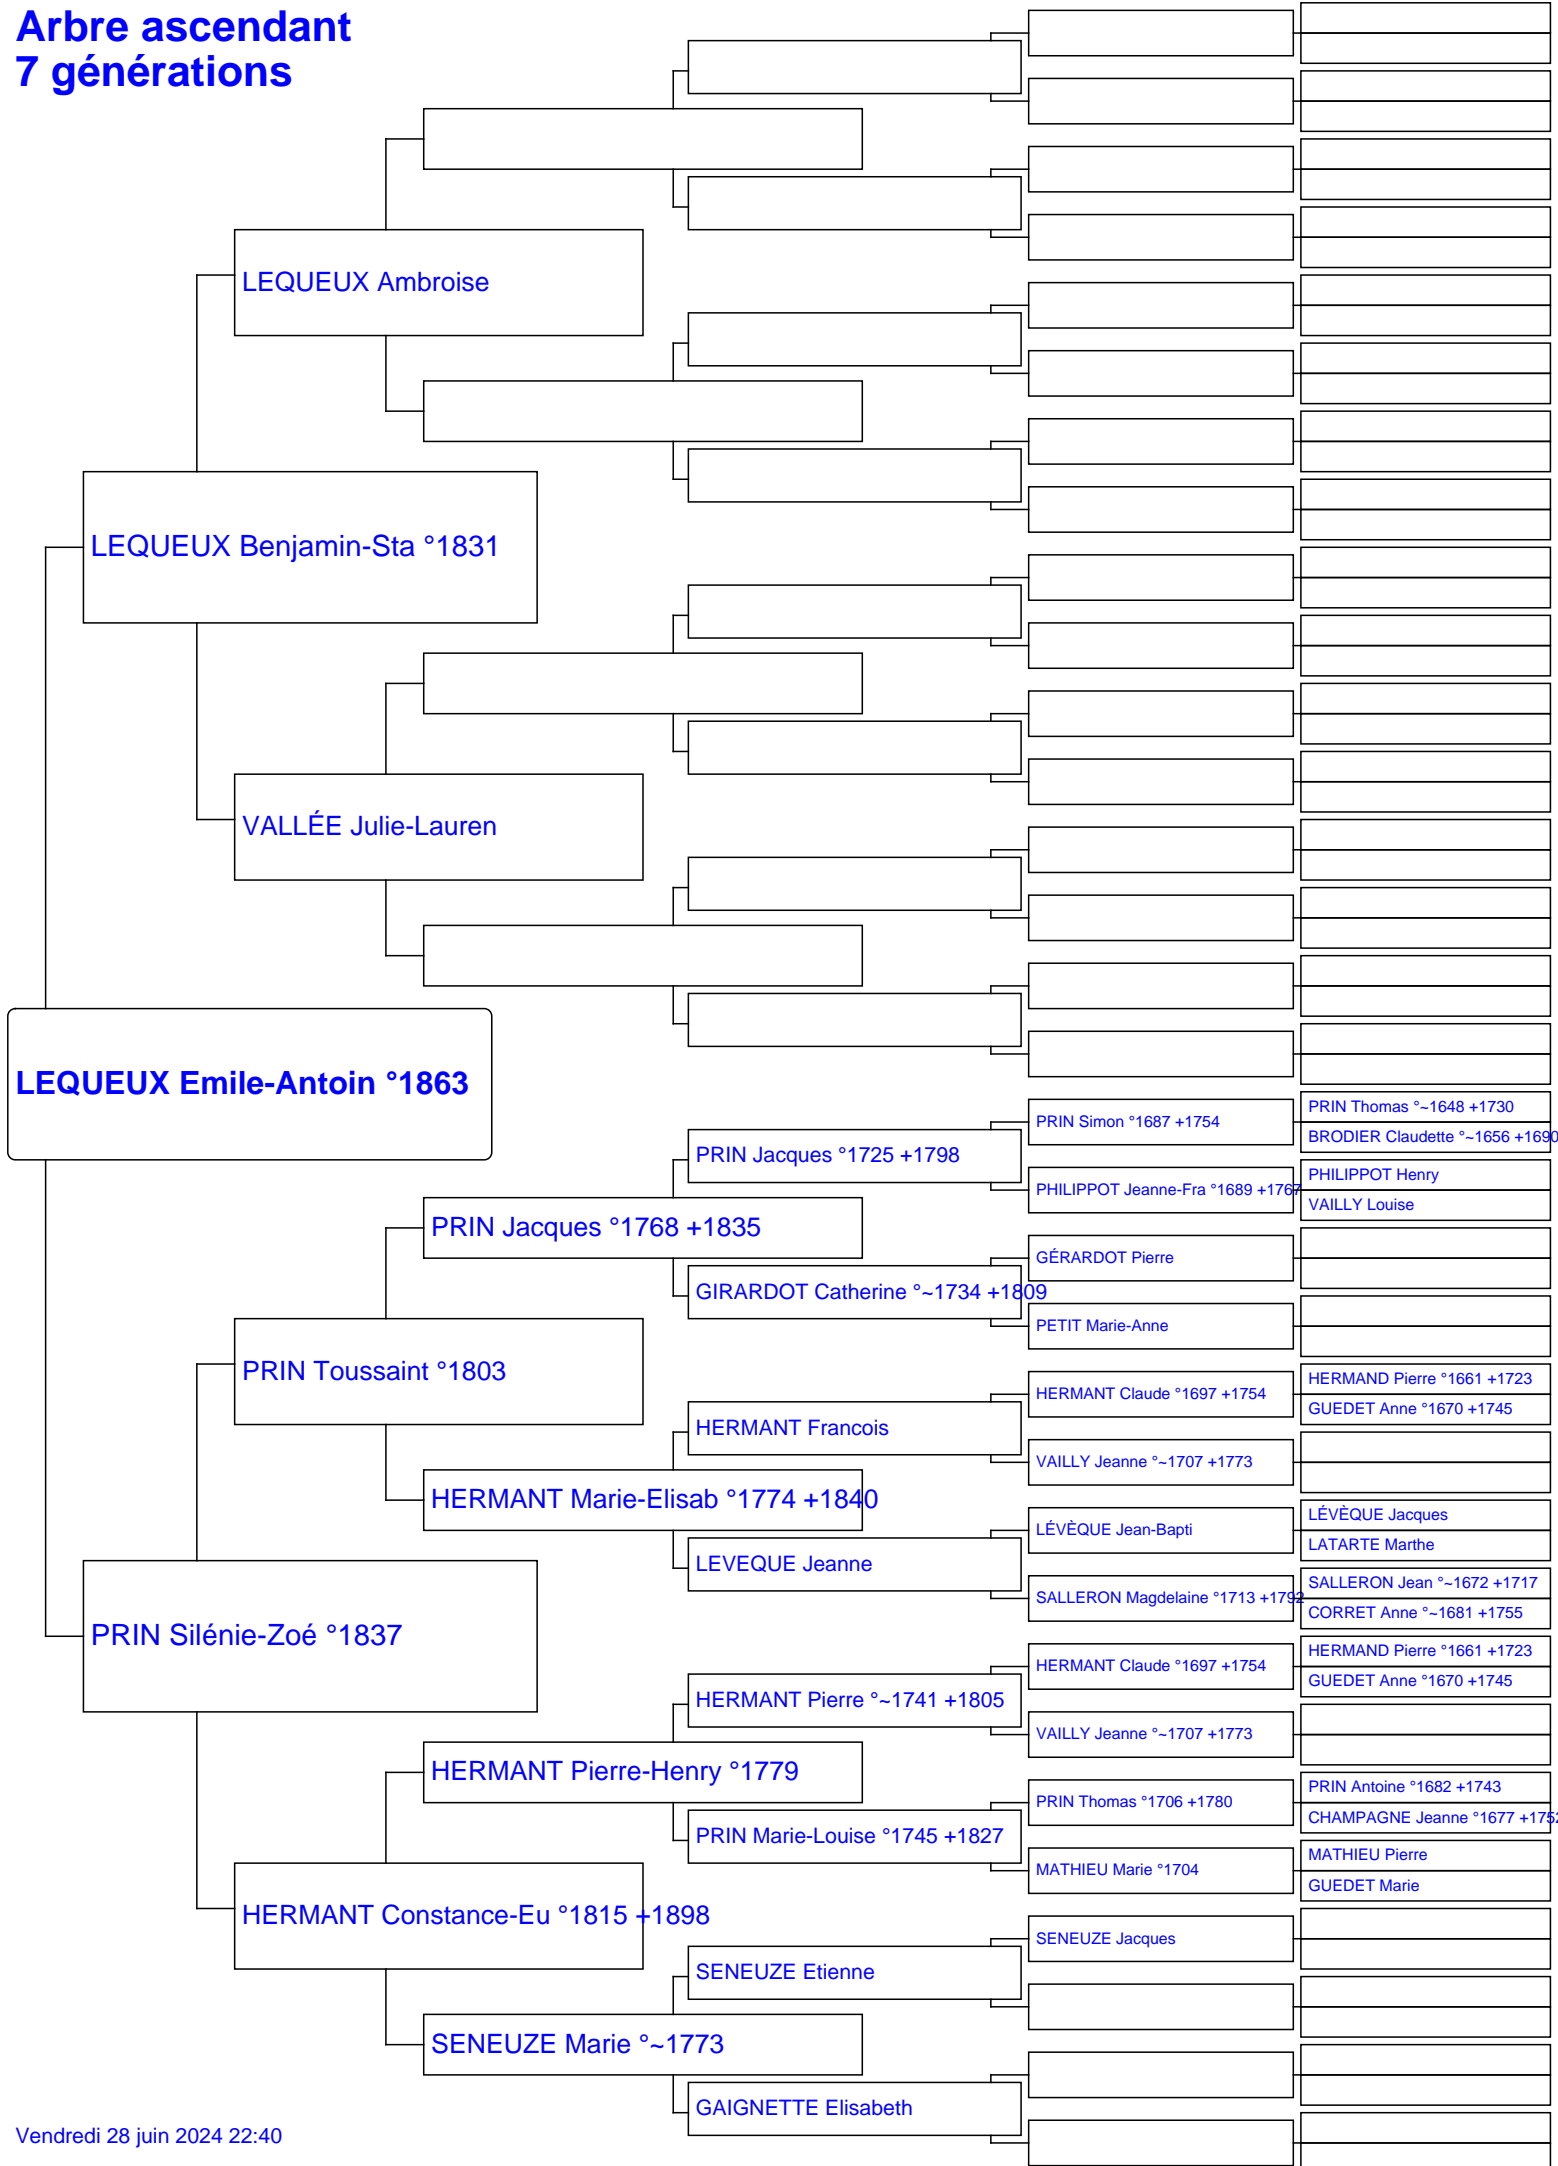 Arbre ascendant
7 générations
LEQUEUX Ambroise
LEQUEUX Benjamin-Sta °1831
VALLÉE Julie-Lauren
LEQUEUX Emile-Antoin °1863
PRIN Thomas °~1648 +1730
PRIN Simon °1687 +1754
BRODIER Claudette °~1656 +1690
PRIN Jacques °1725 +1798
PHILIPPOT Henry
PHILIPPOT Jeanne-Fra °1689 +1767
VAILLY Louise
PRIN Jacques °1768 +1835
GÉRARDOT Pierre
GIRARDOT Catherine °~1734 +1809
PETIT Marie-Anne
PRIN Toussaint °1803
HERMAND Pierre °1661 +1723
HERMANT Claude °1697 +1754
GUEDET Anne °1670 +1745
HERMANT Francois
VAILLY Jeanne °~1707 +1773
HERMANT Marie-Elisab °1774 +1840
LÉVÈQUE Jacques
LÉVÈQUE Jean-Bapti
LATARTE Marthe
LEVEQUE Jeanne
SALLERON Jean °~1672 +1717
SALLERON Magdelaine °1713 +1792
CORRET Anne °~1681 +1755
PRIN Silénie-Zoé °1837
HERMAND Pierre °1661 +1723
HERMANT Claude °1697 +1754
GUEDET Anne °1670 +1745
HERMANT Pierre °~1741 +1805
VAILLY Jeanne °~1707 +1773
HERMANT Pierre-Henry °1779
PRIN Antoine °1682 +1743
PRIN Thomas °1706 +1780
CHAMPAGNE Jeanne °1677 +1752
PRIN Marie-Louise °1745 +1827
MATHIEU Pierre
MATHIEU Marie °1704
GUEDET Marie
HERMANT Constance-Eu °1815 +1898
SENEUZE Jacques
SENEUZE Etienne
SENEUZE Marie °~1773
GAIGNETTE Elisabeth
Vendredi 28 juin 2024 22:40